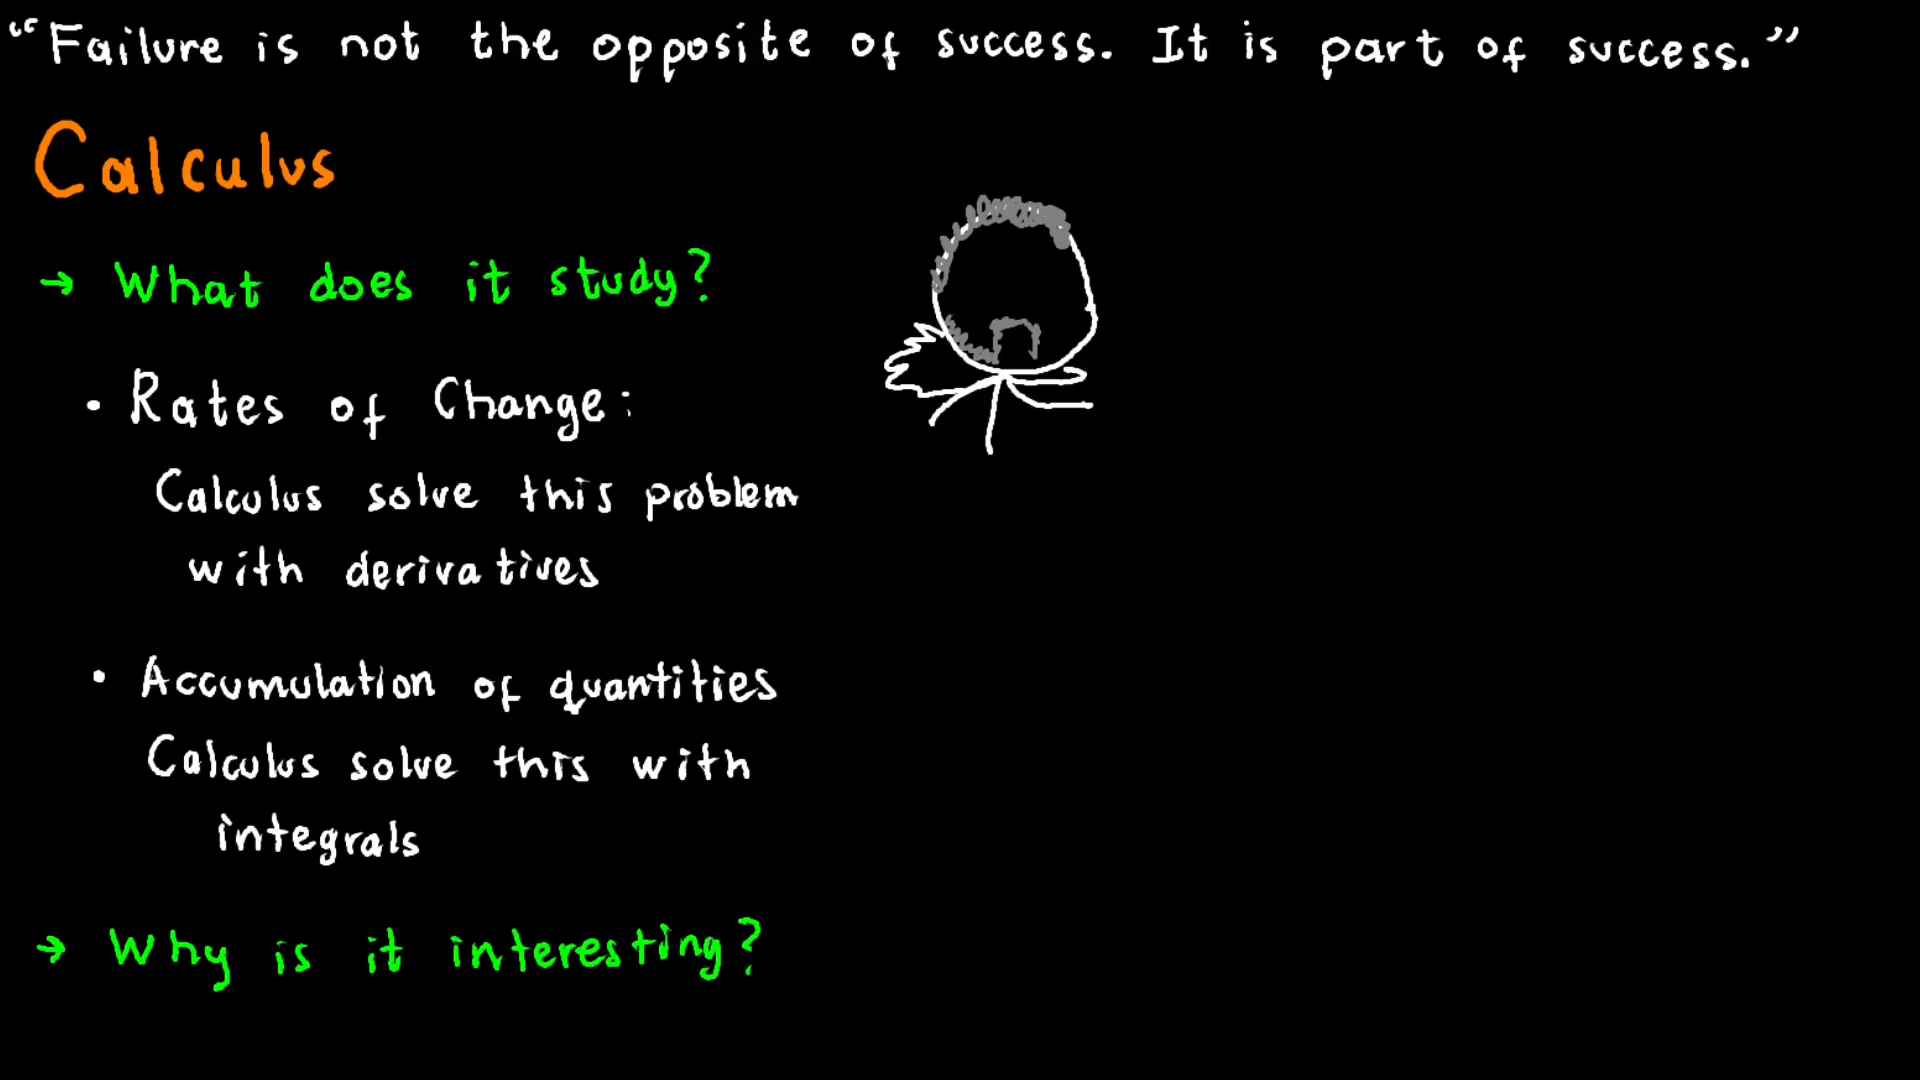 “Failure is not the opposite of success. It is part of success.”
Calculus
→ What does it study?
• Rates of Change:
Calculus solve this problem
with derivatives
• Accumulation of quantities
Calculus solve this with
integrals
→ Why is it interesting?